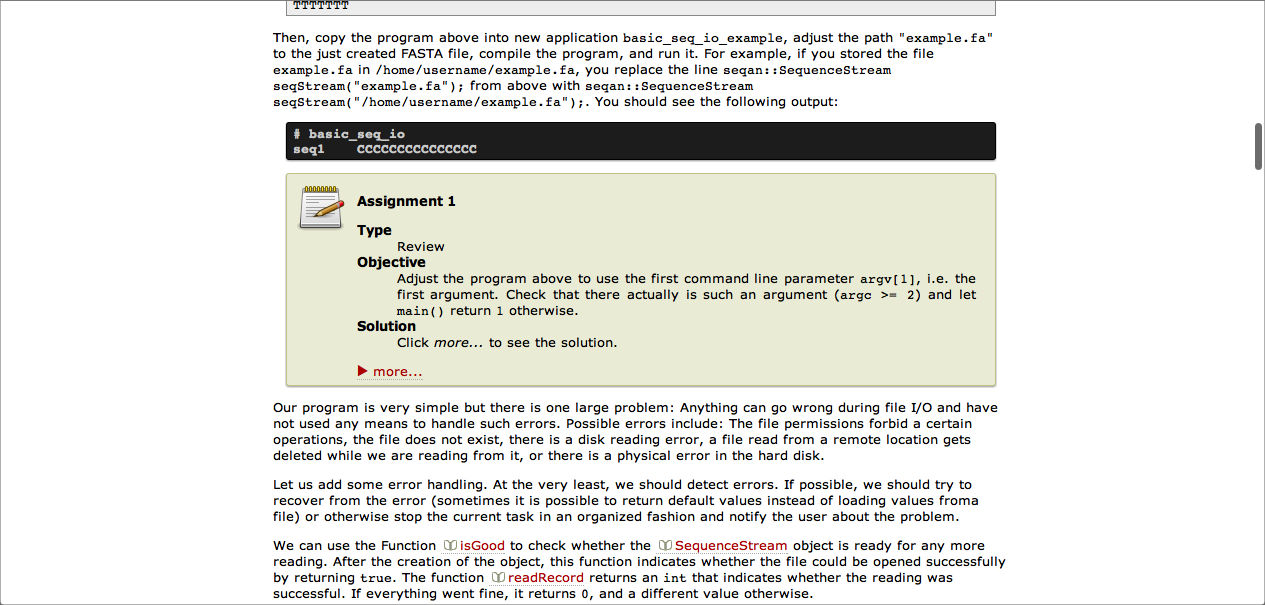 TTTTTTT
Then, copy the program above into new application basic_seq_io_example, adjust the path "example.fa"
to the just created FASTA file, compile the program, and run it. For example, if you stored the file
example.fa in /home/username/example.fa, you replace the line seqan::SequenceStream
seqStream("example.fa"); from above with seqan::SequenceStream
seqStream("/home/username/example.fa");. You should see the following output:
# basic_seq_io
seq1    CCCCCCCCCCCCCCC
Assignment 1
Type
Review
Objective
Adjust the program above to use the first command line parameter argv[1], i.e. the
first argument. Check that there actually is such an argument (argc >= 2) and let
main() return 1 otherwise.
Solution
Click more... to see the solution.
more...
Our program is very simple but there is one large problem: Anything can go wrong during file I/O and have
not used any means to handle such errors. Possible errors include: The file permissions forbid a certain
operations, the file does not exist, there is a disk reading error, a file read from a remote location gets
deleted while we are reading from it, or there is a physical error in the hard disk.
Let us add some error handling. At the very least, we should detect errors. If possible, we should try to
recover from the error (sometimes it is possible to return default values instead of loading values froma
file) or otherwise stop the current task in an organized fashion and notify the user about the problem.
We can use the Function isGood to check whether the SequenceStream object is ready for any more
reading. After the creation of the object, this function indicates whether the file could be opened successfully
by returning true. The function readRecord returns an int that indicates whether the reading was
successful. If everything went fine, it returns 0, and a different value otherwise.